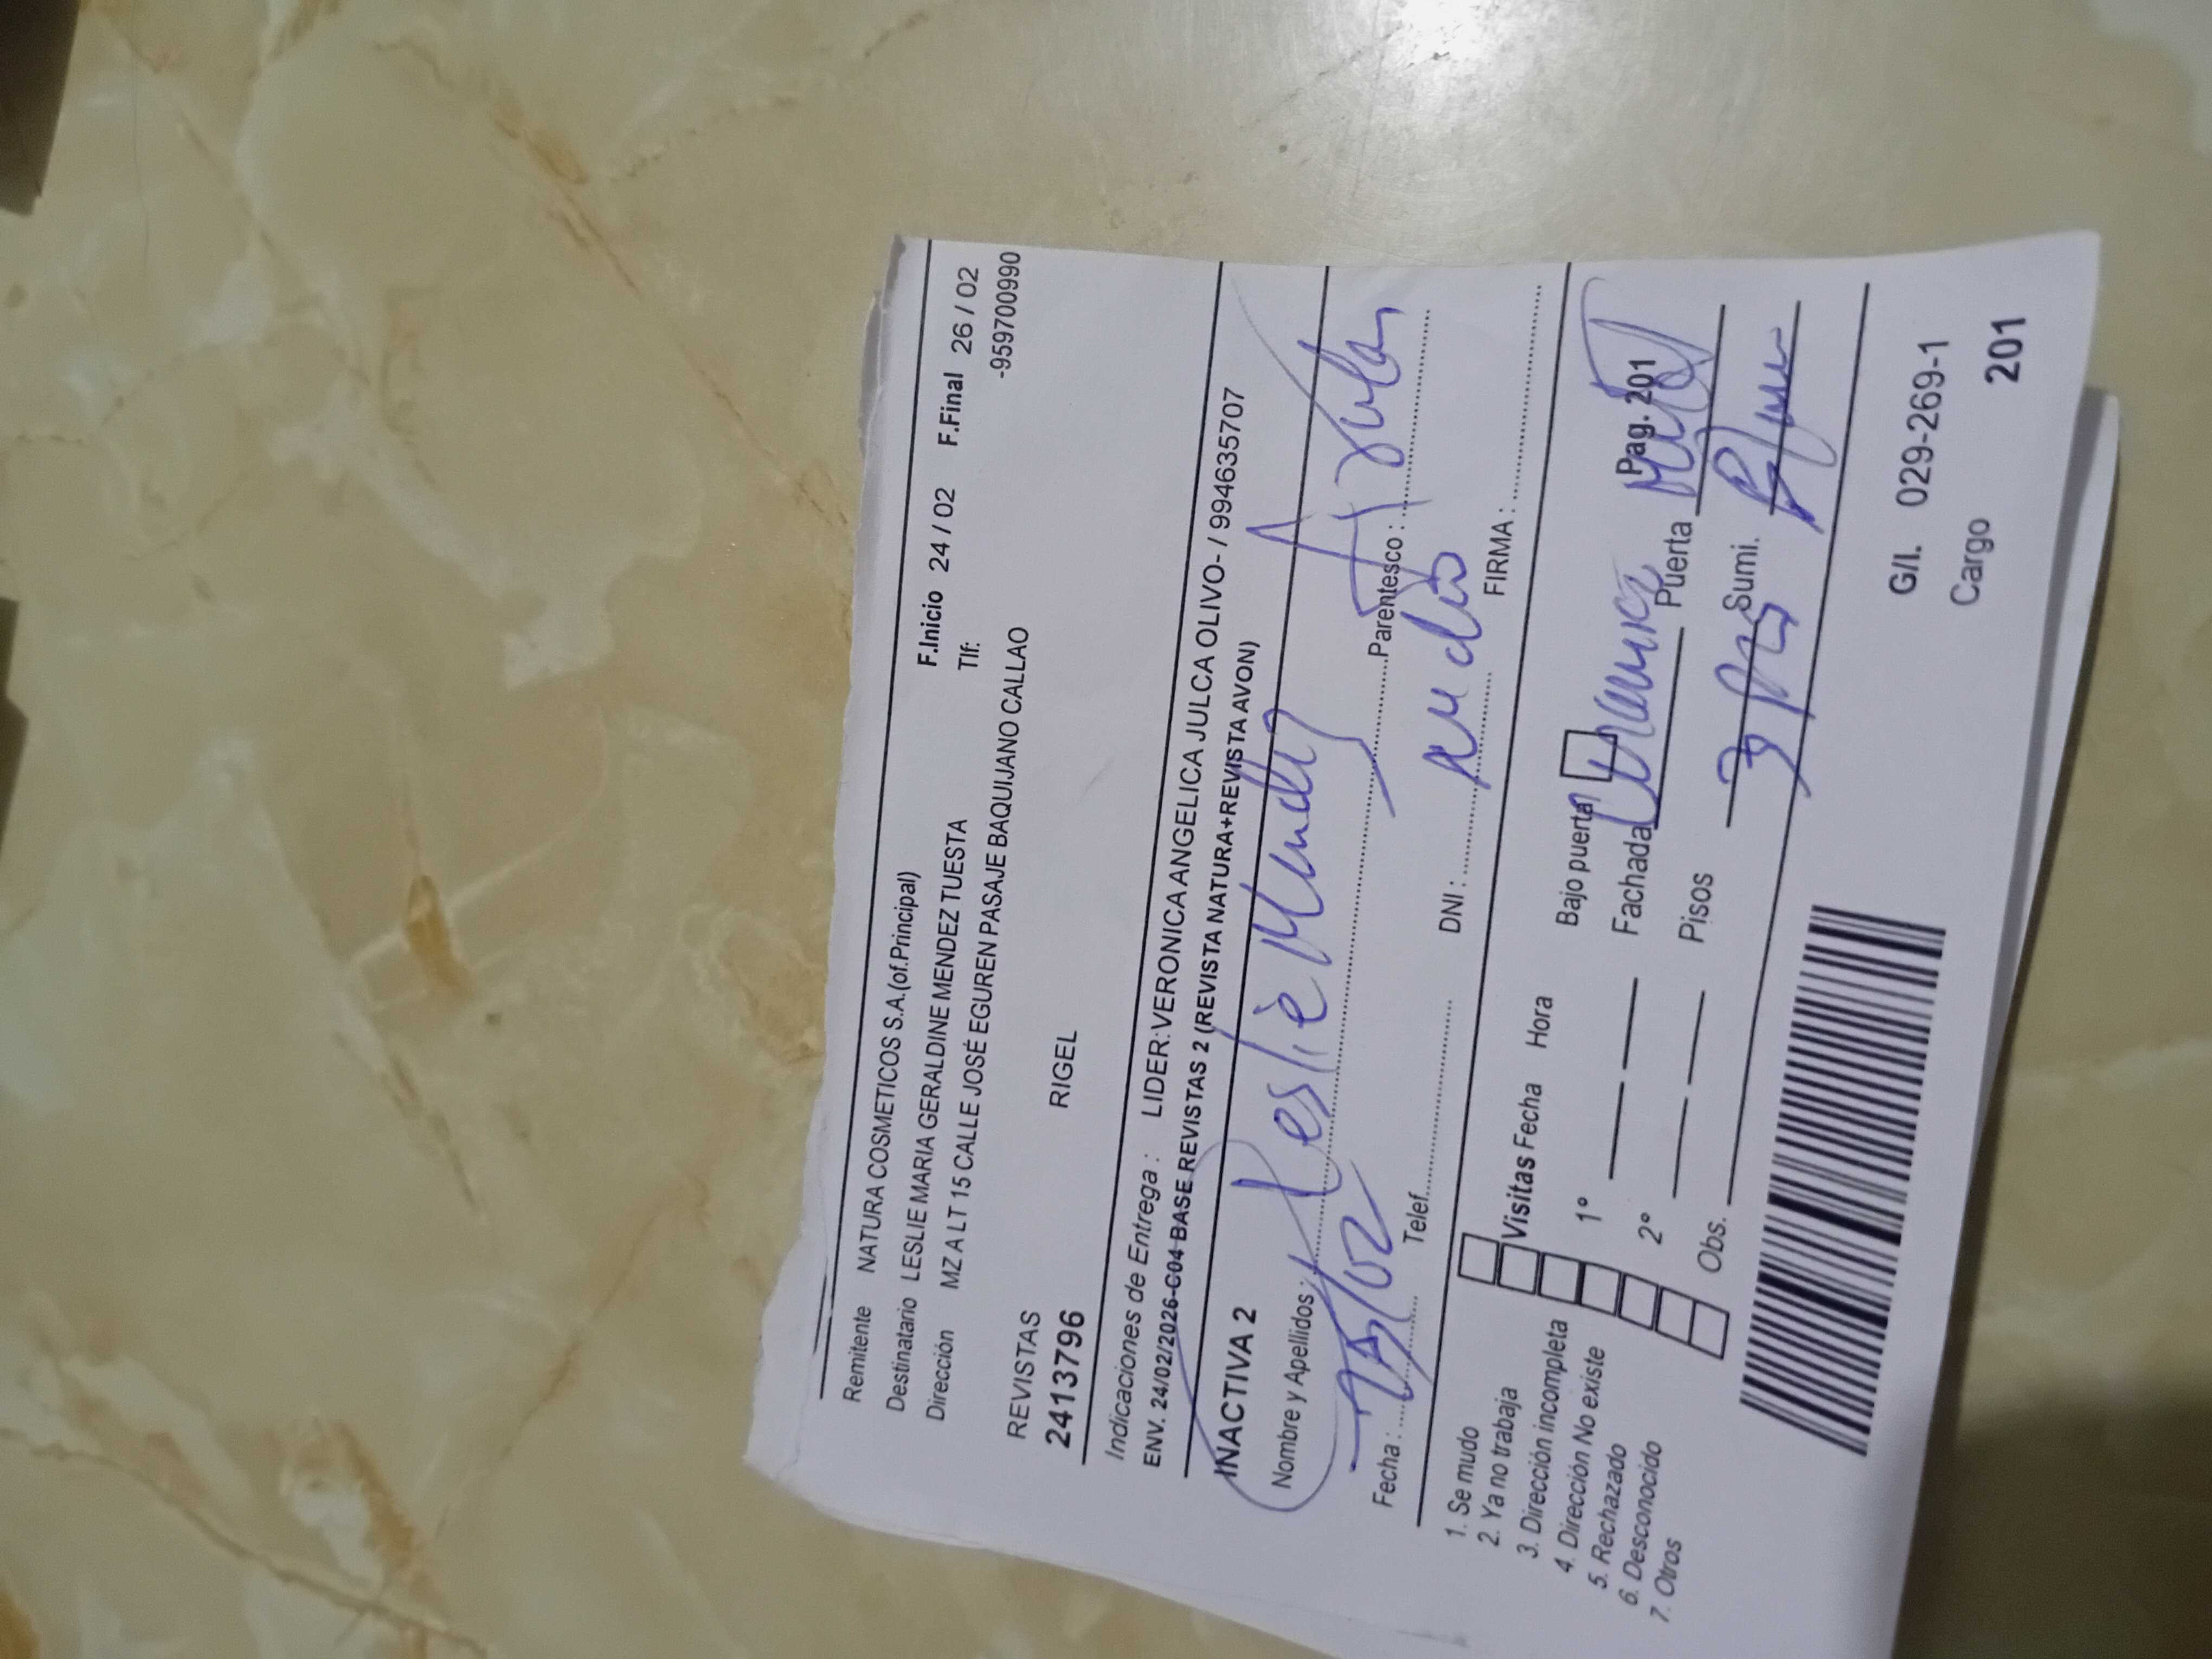 Remitente NATURA COSMETICOS S.A.(of.Principal)
Destinatario LESLIE MARIA GERALDINE MENDEZ TUESTA F.Inicio 24 / 02 F.Final 26 / 02
Dirección MZ A LT 15 CALLE JOSÉ EGUREN PASAJE BAQUIJANO CALLAO Tlf: -959700990
REVISTAS
2413796 RIGEL
Indicaciones de Entrega : LIDER:VERONICA ANGELICA JULCA OLIVO- / 994635707
ENV. 24/02/2026-C04 BASE REVISTAS 2 (REVISTA NATURA+REVISTA AVON)
INACTIVA 2
Nombre y Apellidos : Leslie Mendez
Fecha : 25/02 Parentesco : Titular
Telef. DNI :
FIRMA :
1. Se mudo
2. Ya no trabaja
3. Dirección incompleta
4. Dirección No existe
5. Rechazado
6. Desconocido
7. Otros
Visitas Fecha Hora Bajo puerta
1° Fachada Puerta Pag. 201
2° Pisos Sumi.
Obs.
G/I. 029-269-1
Cargo 201